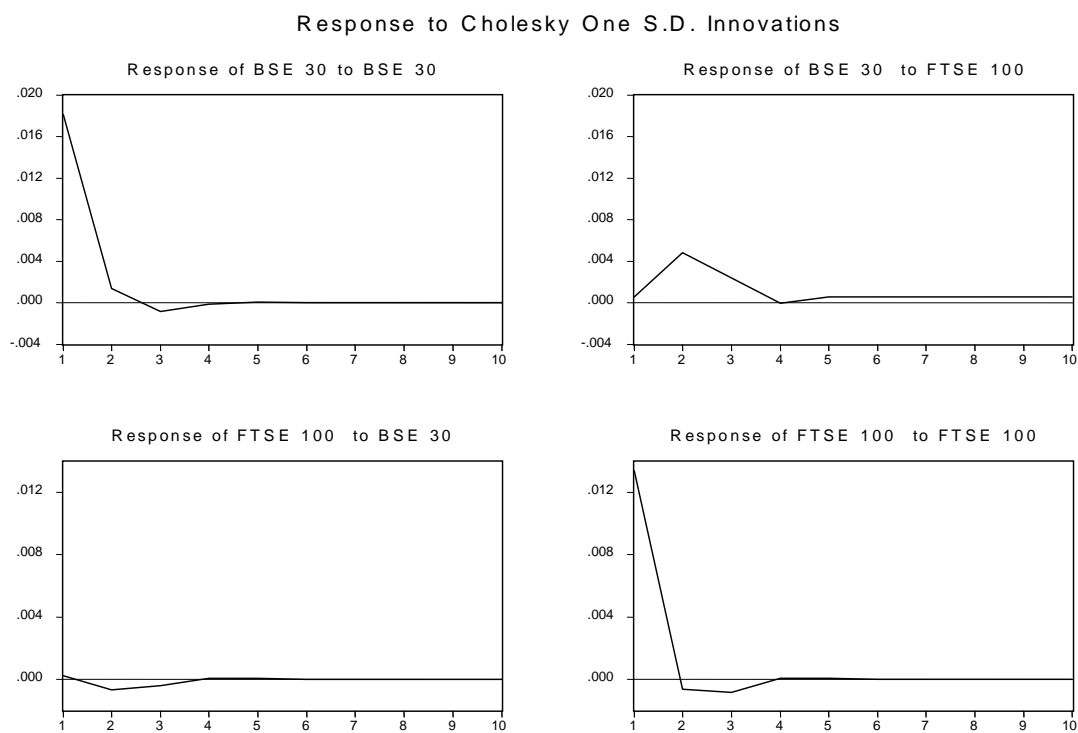 Response to Cholesky One S.D. Innovations
Response of BSE 30 to BSE 30
.020
.016
.012
.008
.004
.000
-.004
1 2 3 4 5 6 7 8 9 10
Response of BSE 30 to FTSE 100
.020
.016
.012
.008
.004
.000
-.004
1 2 3 4 5 6 7 8 9 10
Response of FTSE 100 to BSE 30
.012
.008
.004
.000
1 2 3 4 5 6 7 8 9 10
Response of FTSE 100 to FTSE 100
.012
.008
.004
.000
1 2 3 4 5 6 7 8 9 10